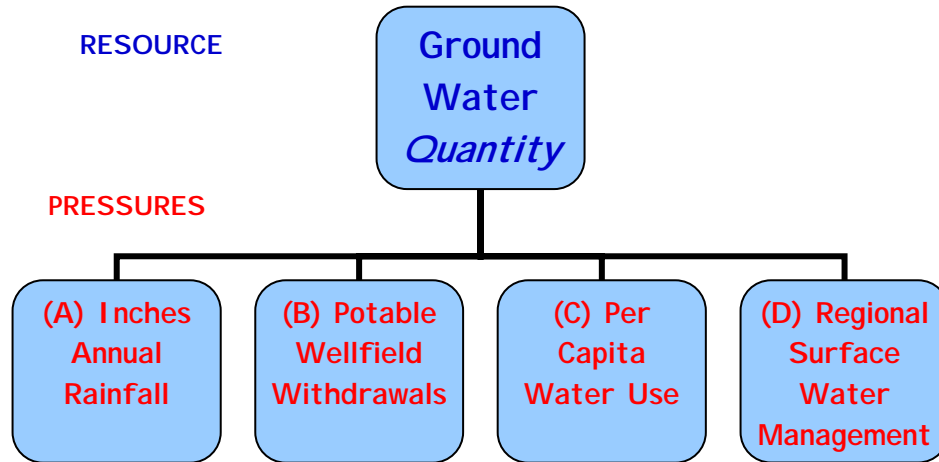 RESOURCE
Ground
Water
Quantity
PRESSURES
(A) Inches
Annual
Rainfall
(B) Potable
Wellfield
Withdrawals
(C) Per
Capita
Water Use
(D) Regional
Surface
Water
Management